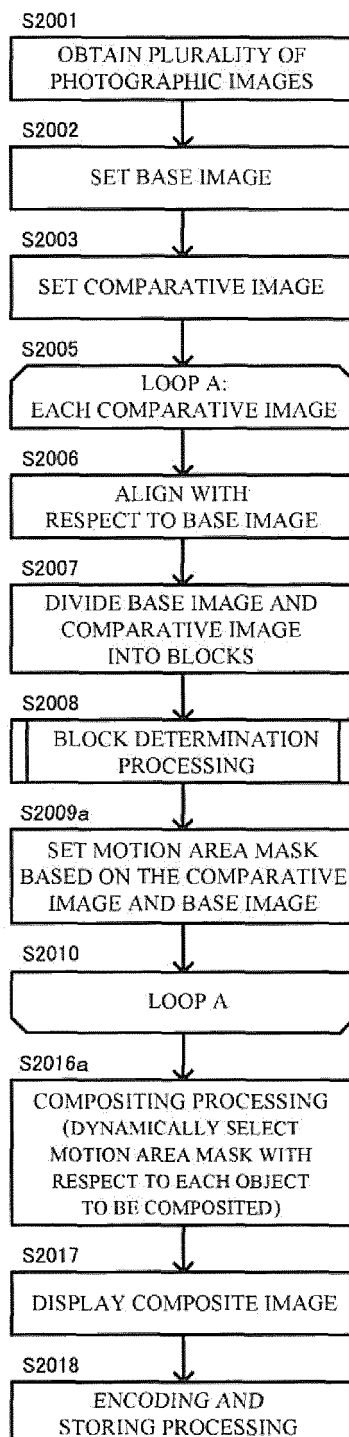 S2001
OBTAIN PLURALITY OF
PHOTOGRAPHIC IMAGES
S2002
SET BASE IMAGE
S2003
SET COMPARATIVE IMAGE
S2005
LOOP A:
EACH COMPARATIVE IMAGE
S2006
ALIGN WITH
RESPECT TO BASE IMAGE
S2007
DIVIDE BASE IMAGE AND
COMPARATIVE IMAGE
INTO BLOCKS
S2008
BLOCK DETERMINATION
PROCESSING
S2009a
SET MOTION AREA MASK
BASED ON THE COMPARATIVE
IMAGE AND BASE IMAGE
S2010
LOOP A
S2016a
COMPOSITING PROCESSING
(DYNAMICALLY SELECT
MOTION AREA MASK WITH
RESPECT TO EACH OBJECT
TO BE COMPOSITED)
S2017
DISPLAY COMPOSITE IMAGE
S2018
ENCODING AND
STORING PROCESSING